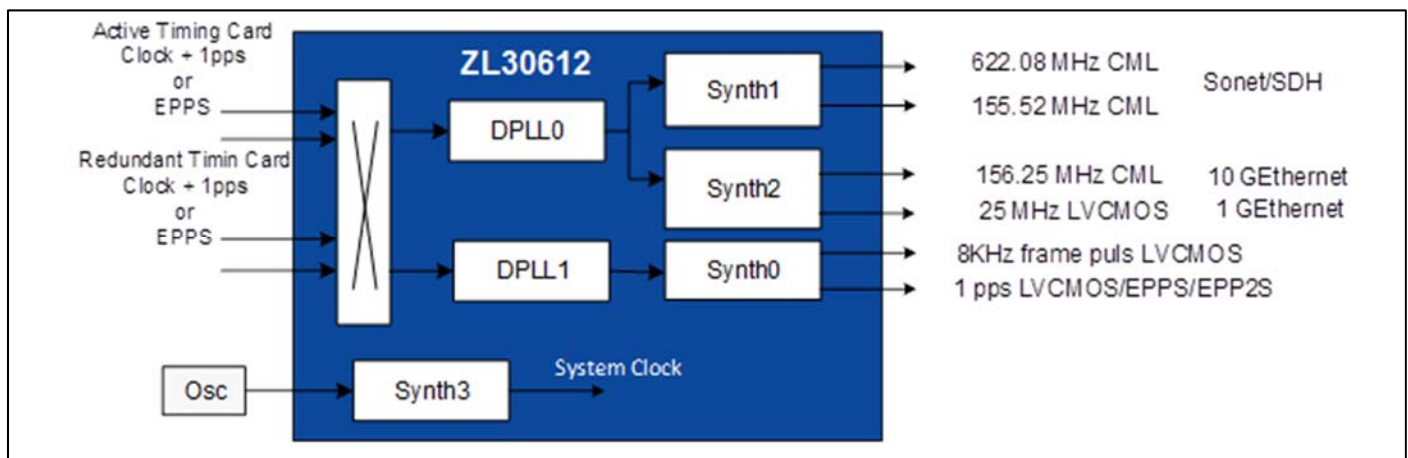 Active Timing Card
Clock + 1pps
or
EPPS
Redundant Timin Card
Clock + 1pps
or
EPPS
Osc
ZL30612
DPLL0
DPLL1
Synth1
Synth2
Synth0
Synth3
System Clock
622.08 MHz CML
Sonet/SDH
155.52 MHz CML
156.25 MHz CML 10 GEthernet
25 MHz LVCMOS 1 GEthernet
8KHz frame puls LVCMOS
1 pps LVCMOS/EPPS/EPP2S